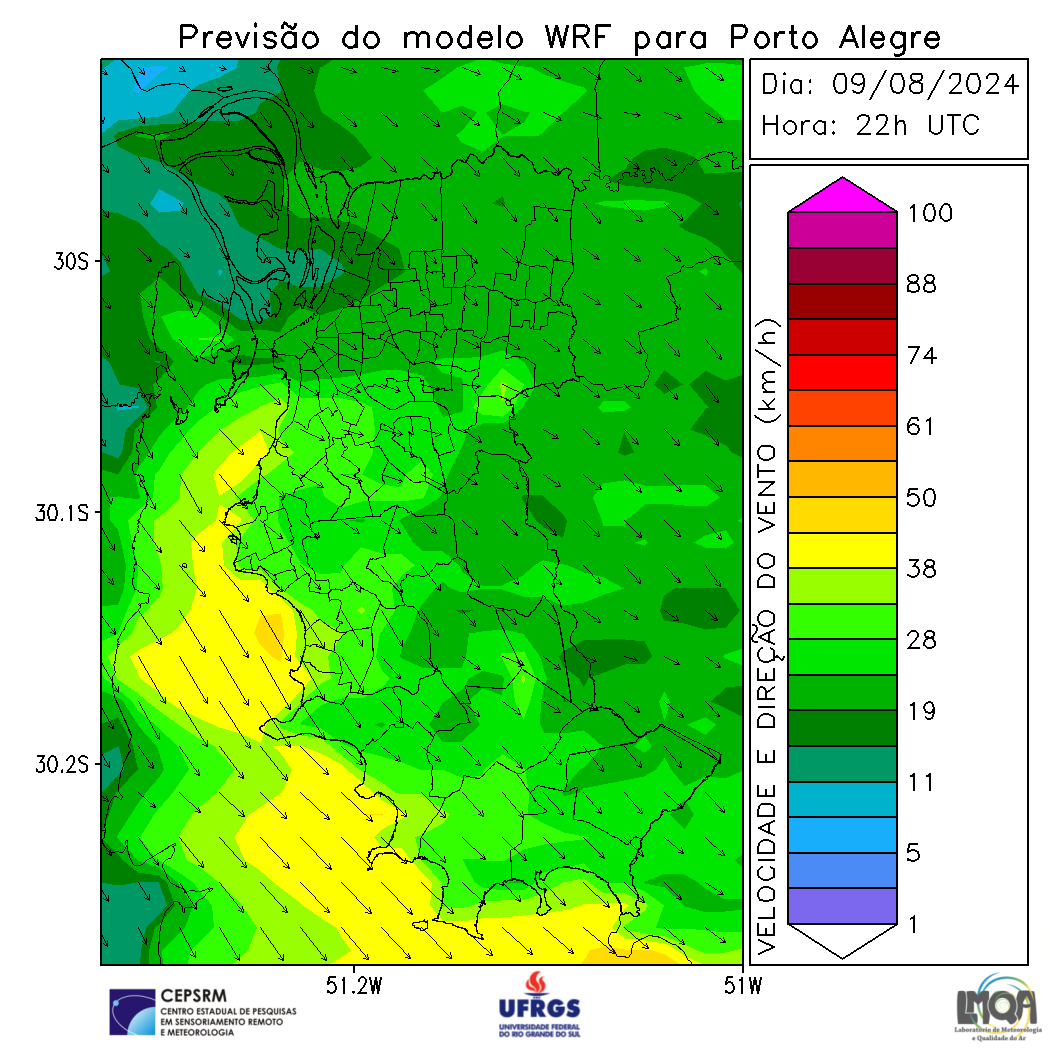 Previsão do modelo WRF para Porto Alegre
Dia: 09/08/2024
Hora: 22h UTC
30S
30.1S
30.2S
51.2W
51W
VELOCIDADE E DIREÇÃO DO VENTO (km/h)
100
88
74
61
50
38
28
19
11
5
1
CEPSRM
CENTRO ESTADUAL DE PESQUISAS
EM SENSORIAMENTO REMOTO
E METEOROLOGIA
UFRGS
UNIVERSIDADE FEDERAL
DO RIO GRANDE DO SUL
LMQA
Laboratório de Meteorologia
e Qualidade do Ar